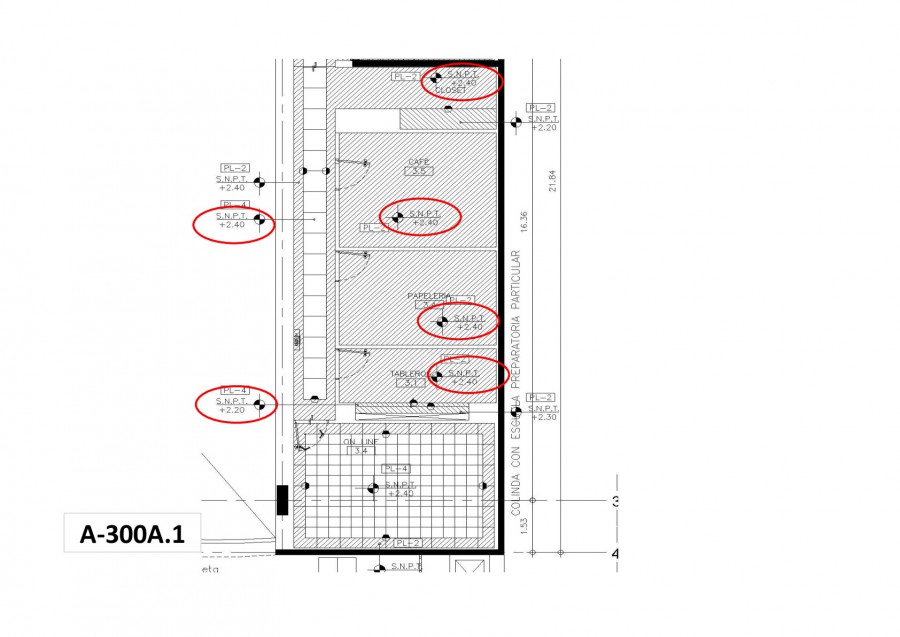 PL-2
S.N.P.T.
+2.40
CLOSET
PL-2
S.N.P.T.
+2.20
CAFÉ
3.5
PL-2
S.N.P.T.
+2.40
PL-4
S.N.P.T.
+2.40
S.N.P.T.
+2.40
PL-2
21.84
16.36
COLINDA CON ESCUELA PREPARATORIA PARTICULAR
PAPELERIA
3.4
PL-2
S.N.P.T.
+2.40
PL-2
TABLEROS
3.1
S.N.P.T.
+2.40
PL-4
S.N.P.T.
+2.20
PL-2
S.N.P.T.
+2.30
ON LINE
3.4
PL-4
S.N.P.T.
+2.40
3
1.53
A-300A.1
PL-2
4
eta
S.N.P.T.